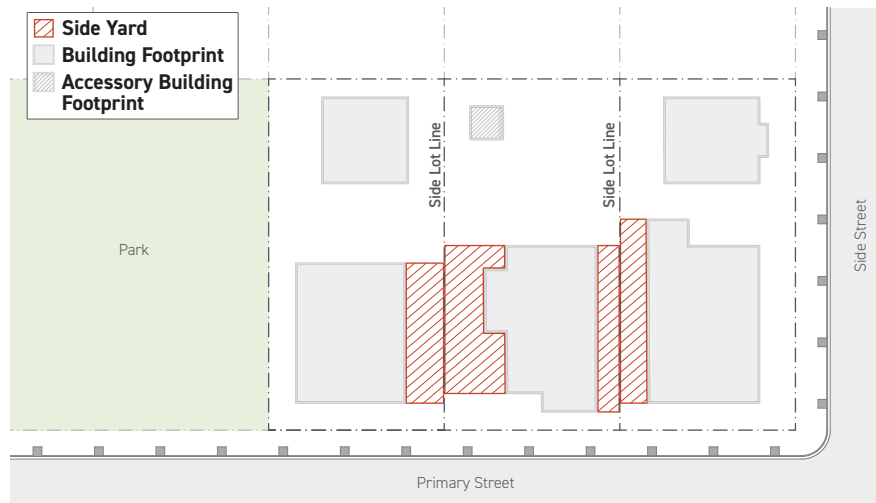 Side Yard
Building Footprint
Accessory Building
Footprint
Side Lot Line
Side Lot Line
Park
Side Street
Primary Street